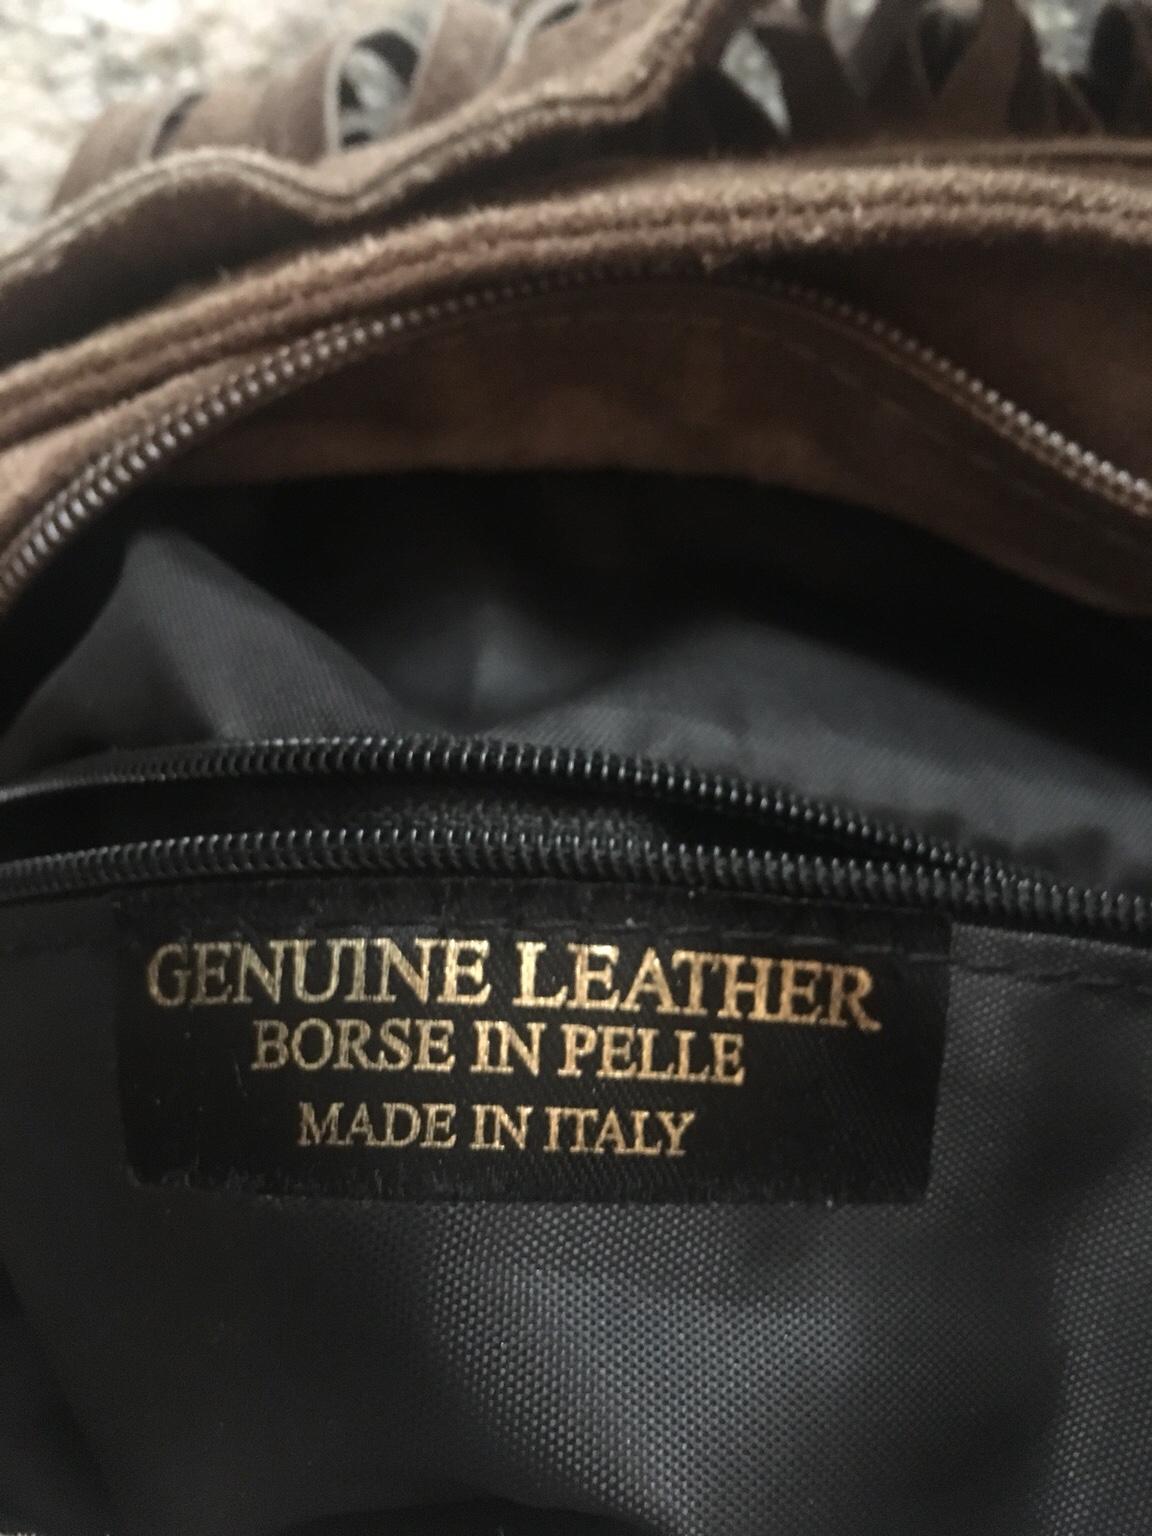 GENUINE LEATHER
BORSE IN PELLE
MADE IN ITALY